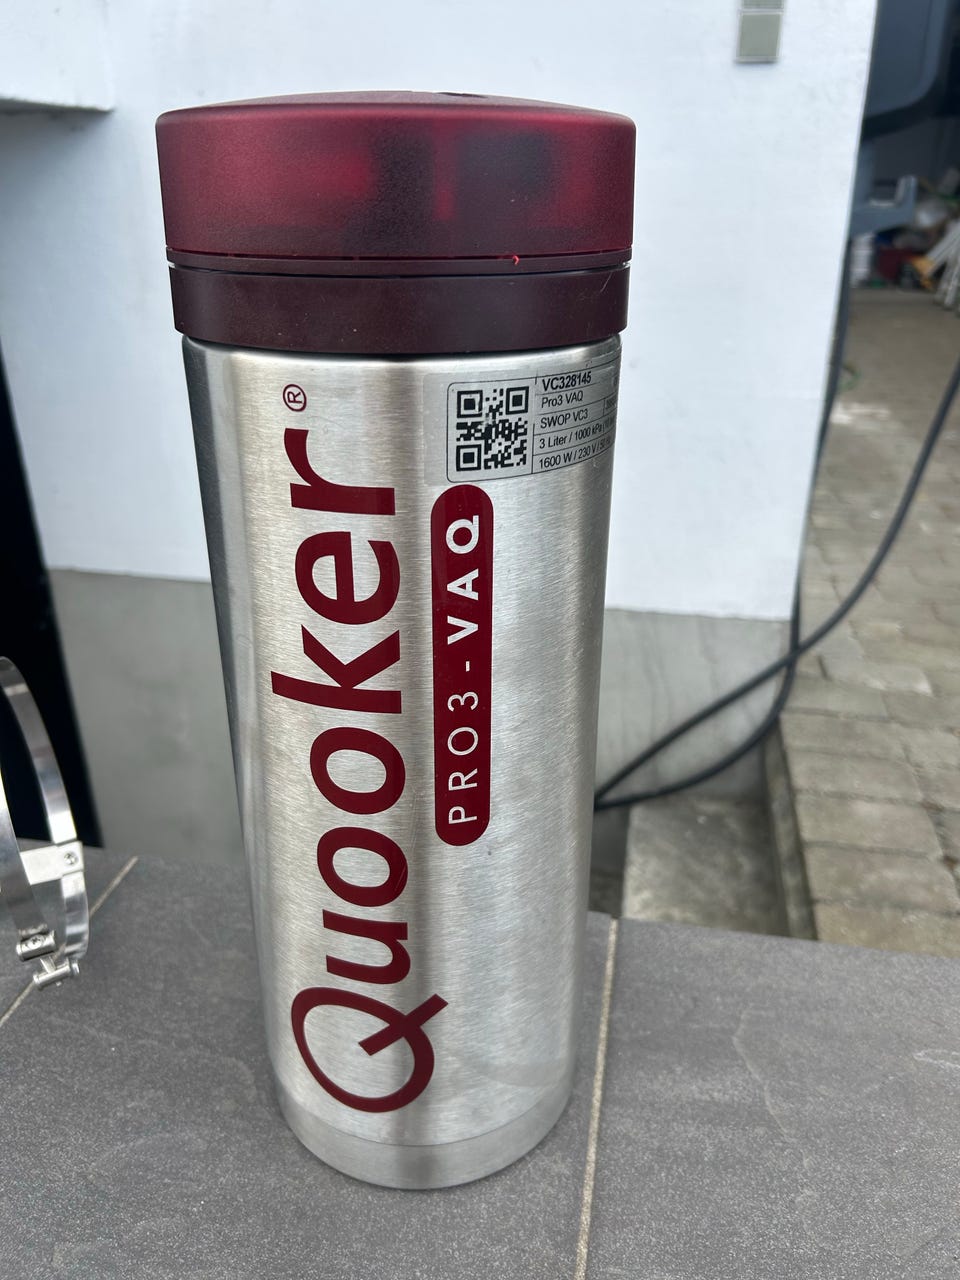 Quooker®
PRO3-VAQ
VC328145
Pro3 VAQ
SWOP VC3
3 Liter / 1000 kPa
1600 W / 230 V /